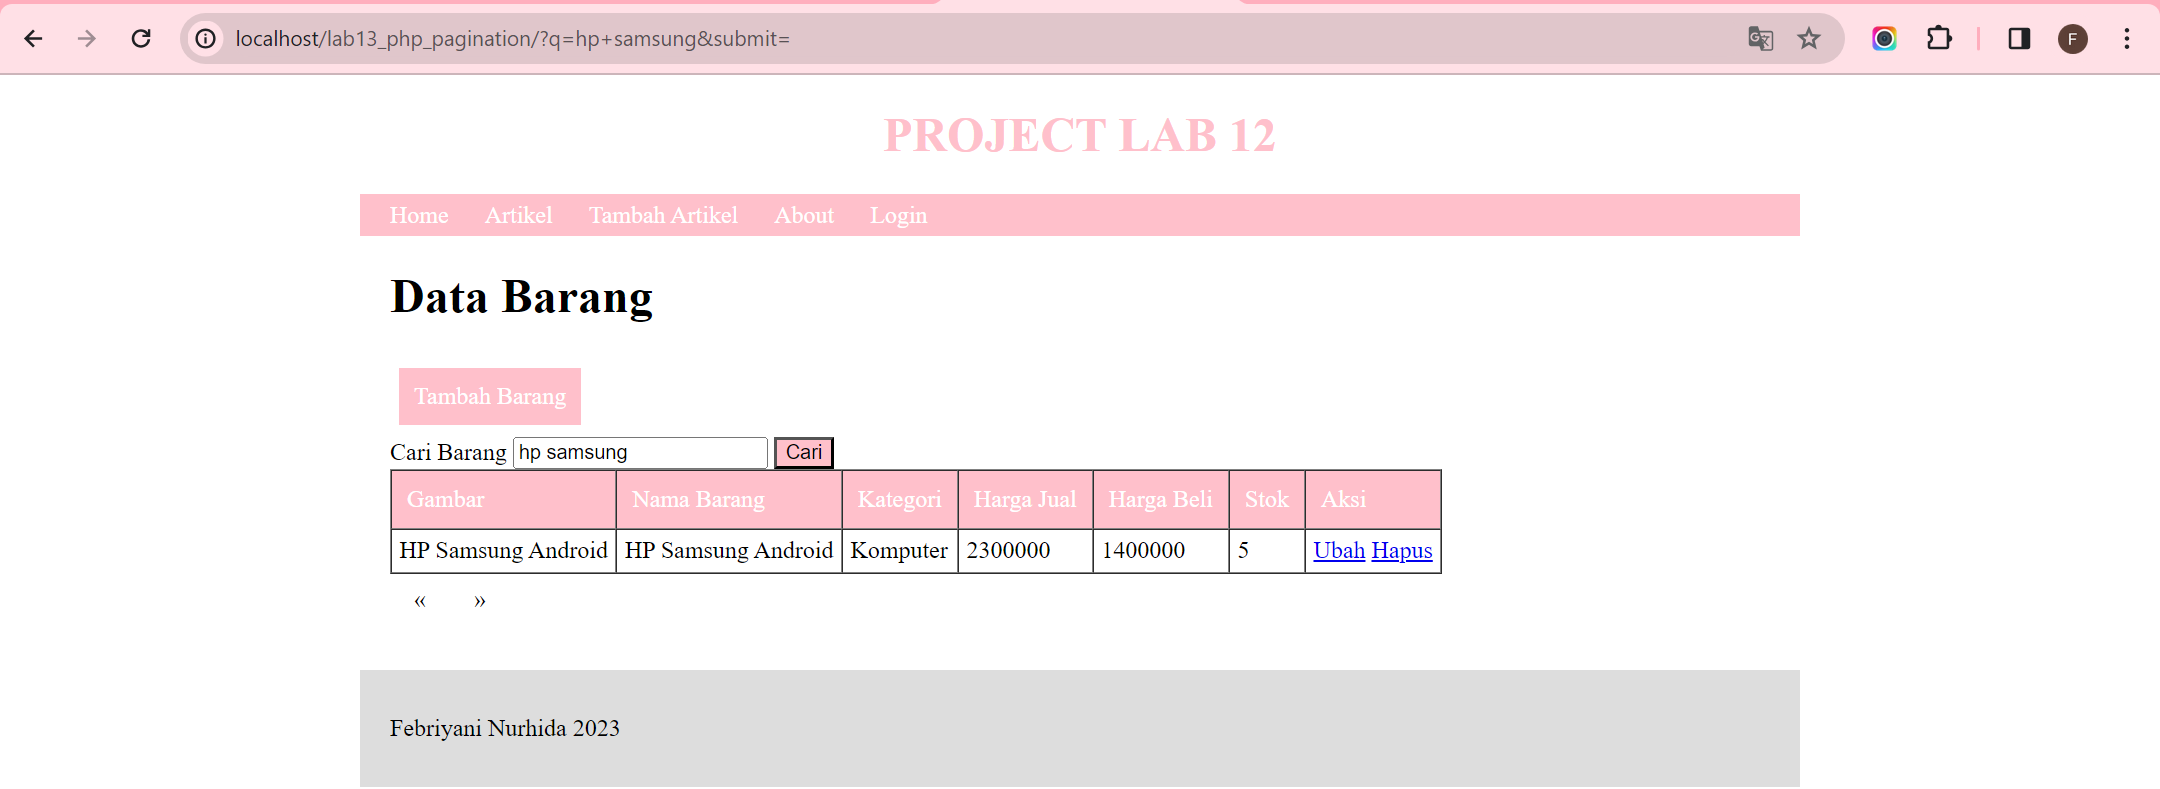 localhost/lab13_php_pagination/?q=hp+samsung&submit=
F
PROJECT LAB 12
Home Artikel Tambah Artikel About Login
Data Barang
Tambah Barang
Cari Barang hp samsung Cari
Gambar Nama Barang Kategori Harga Jual Harga Beli Stok Aksi
HP Samsung Android HP Samsung Android Komputer 2300000 1400000 5 Ubah Hapus
« »
Febriyani Nurhida 2023